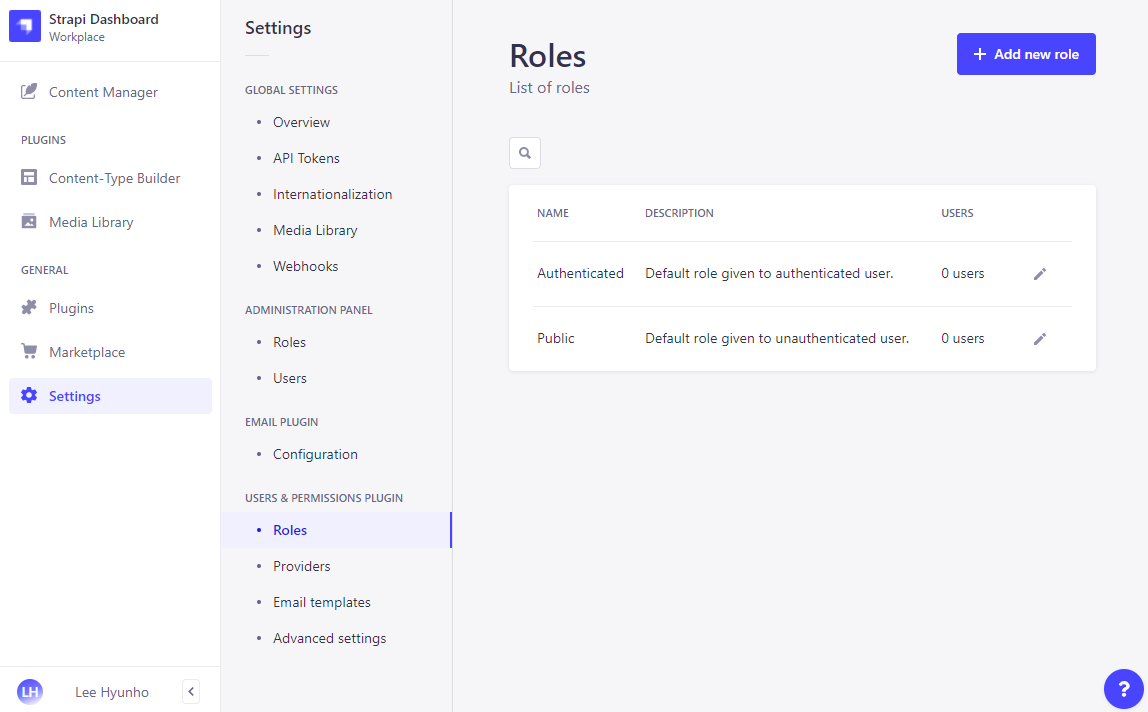 Strapi Dashboard
Workplace
Content Manager
PLUGINS
Content-Type Builder
Media Library
GENERAL
Plugins
Marketplace
Settings
LH
Lee Hyunho
Settings
GLOBAL SETTINGS
Overview
API Tokens
Internationalization
Media Library
Webhooks
ADMINISTRATION PANEL
Roles
Users
EMAIL PLUGIN
Configuration
USERS & PERMISSIONS PLUGIN
Roles
Providers
Email templates
Advanced settings
Roles
List of roles
Add new role
NAME DESCRIPTION USERS
Authenticated Default role given to authenticated user. 0 users
Public Default role given to unauthenticated user. 0 users
?